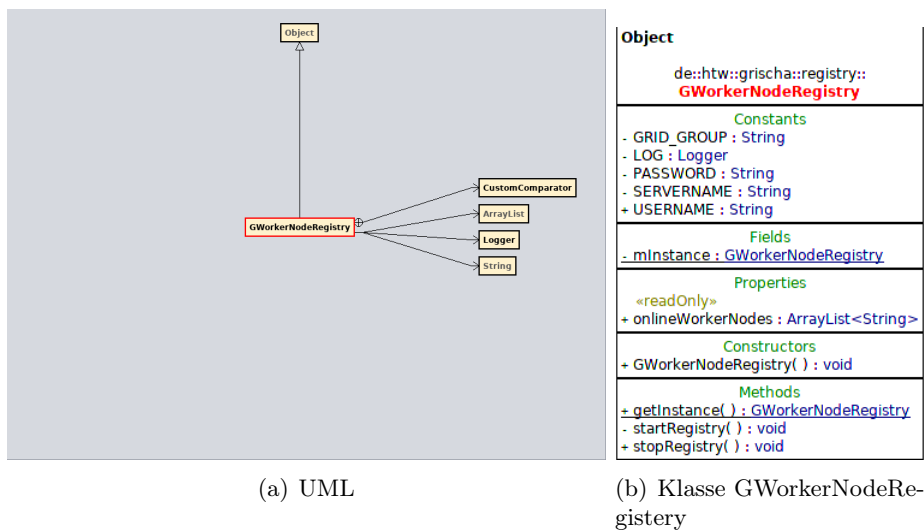 Object
GWorkerNodeRegistry
CustomComparator
ArrayList
Logger
String
(a) UML
Object
de::htw::grischa::registry::
GWorkerNodeRegistry
Constants
- GRID_GROUP : String
- LOG : Logger
- PASSWORD : String
- SERVERNAME : String
+ USERNAME : String
Fields
- mInstance : GWorkerNodeRegistry
Properties
«readOnly»
+ onlineWorkerNodes : ArrayList<String>
Constructors
+ GWorkerNodeRegistry( ) : void
Methods
+ getInstance( ) : GWorkerNodeRegistry
- startRegistry( ) : void
+ stopRegistry( ) : void
(b) Klasse GWorkerNodeRe-
gistery